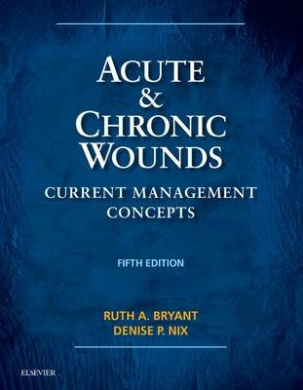 ACUTE
&
CHRONIC
WOUNDS
CURRENT MANAGEMENT
CONCEPTS
FIFTH EDITION
RUTH A. BRYANT
DENISE P. NIX
ELSEVIER